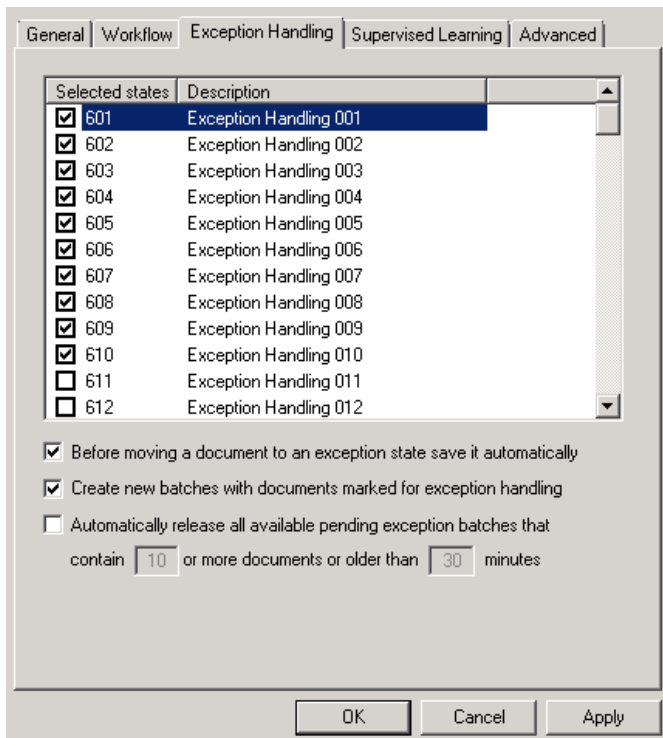 General Workflow Exception Handling Supervised Learning Advanced
Selected states Description
601 Exception Handling 001
602 Exception Handling 002
603 Exception Handling 003
604 Exception Handling 004
605 Exception Handling 005
606 Exception Handling 006
607 Exception Handling 007
608 Exception Handling 008
609 Exception Handling 009
610 Exception Handling 010
611 Exception Handling 011
612 Exception Handling 012
Before moving a document to an exception state save it automatically
Create new batches with documents marked for exception handling
Automatically release all available pending exception batches that
contain 10 or more documents or older than 30 minutes
OK Cancel Apply